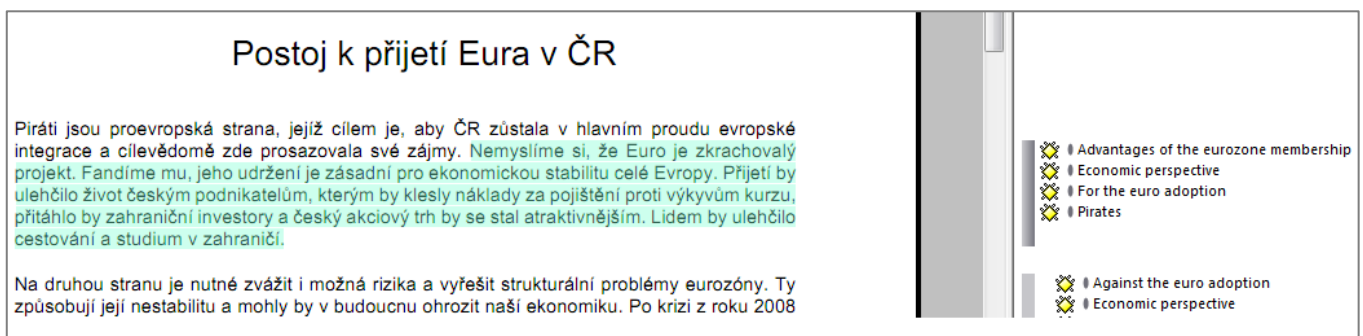 Postoj k přijetí Eura v ČR
Piráti jsou proevropská strana, jejíž cílem je, aby ČR zůstala v hlavním proudu evropské
integrace a cílevědomě zde prosazovala své zájmy. Nemyslíme si, že Euro je zkrachovalý
projekt. Fandíme mu, jeho udržení je zásadní pro ekonomickou stabilitu celé Evropy. Přijetí by
ulehčilo život českým podnikatelům, kterým by klesly náklady za pojištění proti výkyvům kurzu,
přitáhlo by zahraniční investory a český akciový trh by se stal atraktivnějším. Lidem by ulehčilo
cestování a studium v zahraničí.
Na druhou stranu je nutné zvážit i možná rizika a vyřešit strukturální problémy eurozóny. Ty
způsobují její nestabilitu a mohly by v budoucnu ohrozit naší ekonomiku. Po krizi z roku 2008
Advantages of the eurozone membership
Economic perspective
For the euro adoption
Pirates
Against the euro adoption
Economic perspective